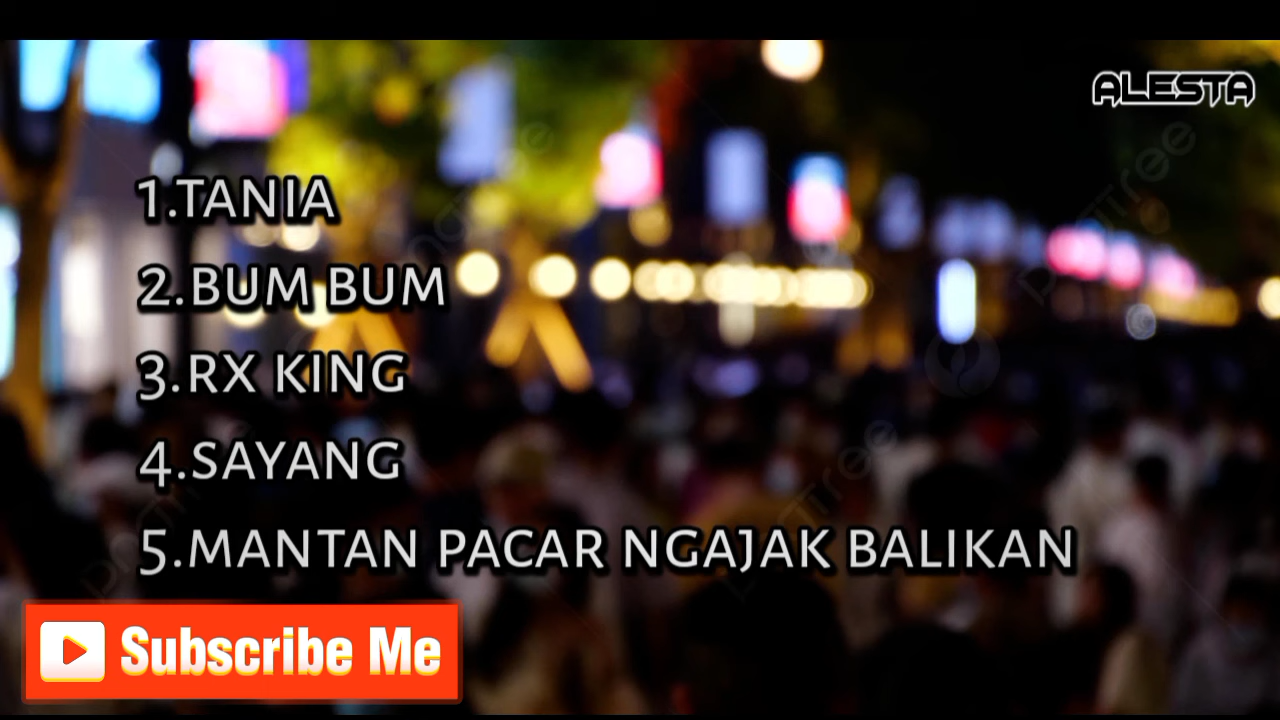 ALESTA
1.TANIA
2.BUM BUM
3.RX KING
4.SAYANG
5.MANTAN PACAR NGAJAK BALIKAN
Subscribe Me